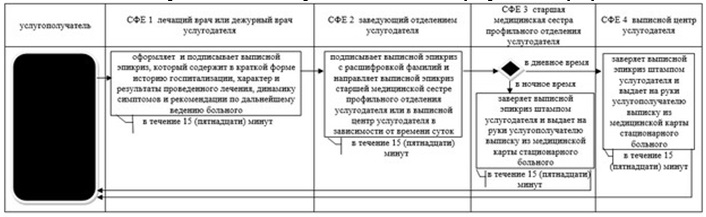 услугополучатель
СФЕ 1 лечащий врач или дежурный врач
услугодателя
СФЕ 2 заведующий отделением
услугодателя
СФЕ 3 старшая
медицинская сестра
профильного отделения
услугодателя
СФЕ 4 выписной центр
услугодателя
оформляет и подписывает выписной
эпикриз, который содержит в краткой форме
историю госпитализации, характер и
результаты проведенного лечения, динамику
симптомов и рекомендации по дальнейшему
ведению больного
в течение 15 (пятнадцати) минут
подписывает выписной эпикриз
с расшифровкой фамилий и
направляет выписной эпикриз
старшей медицинской сестре
профильного отделения
услугодателя или в выписной
центр услугодателя в
зависимости от времени суток
в течение 15 (пятнадцати)
минут
в дневное время
в ночное время
заверяет выписной
эпикриз штампом
услугодателя и выдает на
руки услугополучателю
выписку из медицинской
карты стационарного
больного
в течение 15 (пятнадцати)
минут
заверяет выписной
эпикриз штампом
услугодателя и
выдает на руки
услугополучателю
выписку из
медицинской карты
стационарного
больного
в течение 15
(пятнадцати) минут